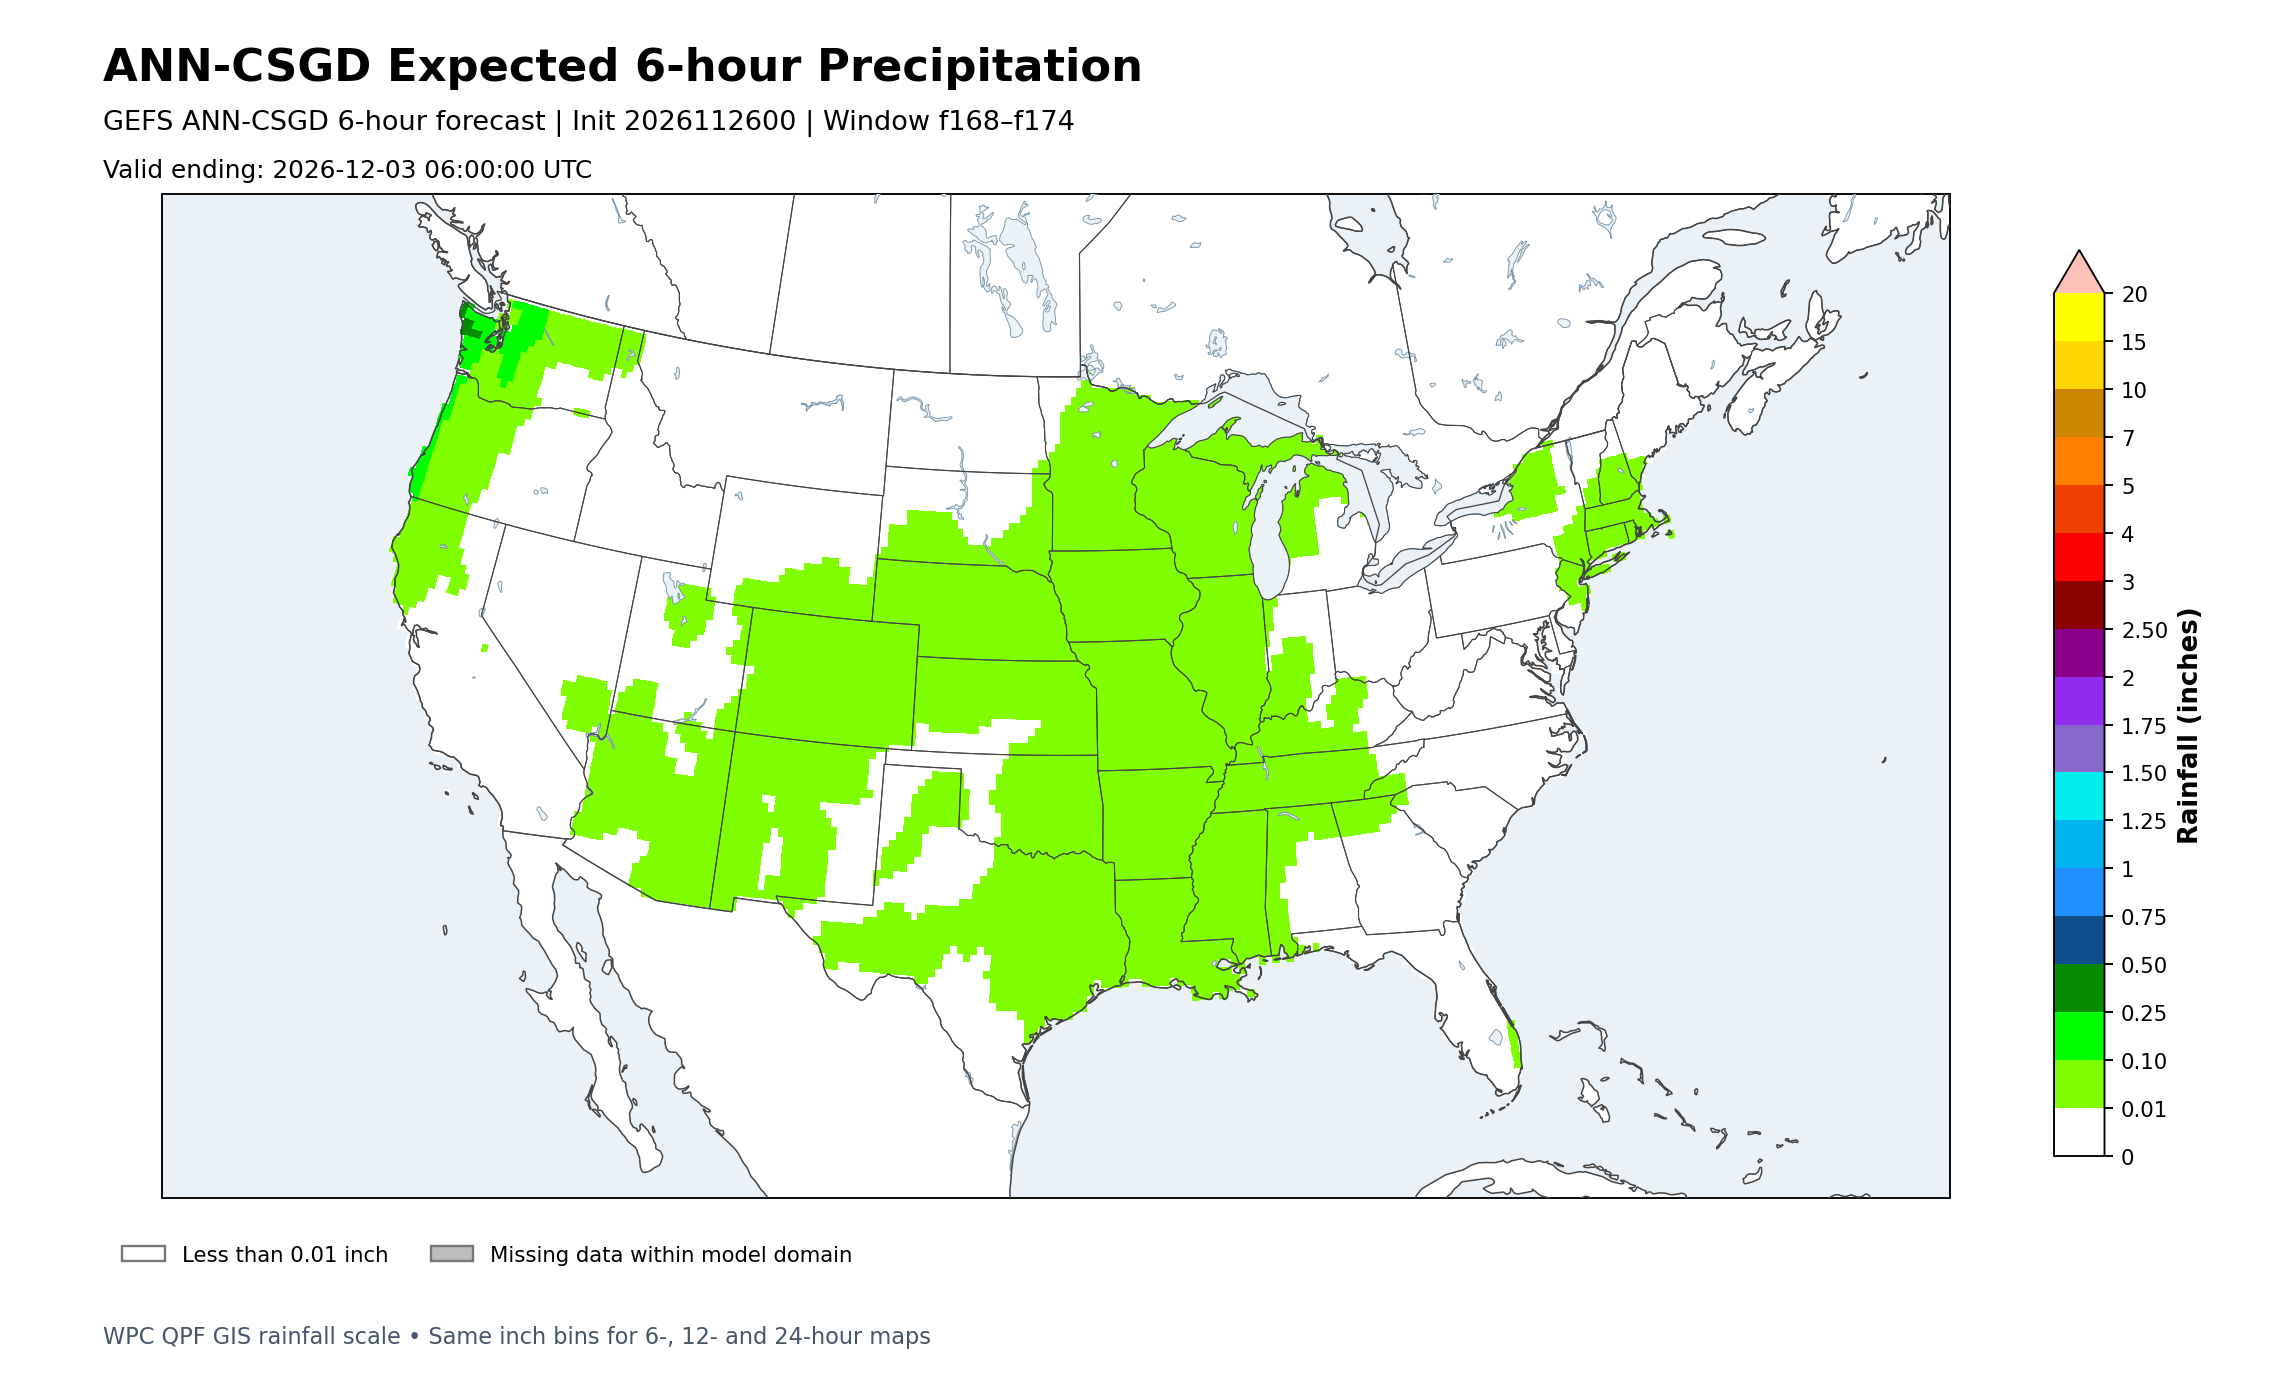 ANN-CSGD Expected 6-hour Precipitation
GEFS ANN-CSGD 6-hour forecast | Init 2026112600 | Window f168–f174
Valid ending: 2026-12-03 06:00:00 UTC
20
15
10
7
5
4
3
2.50
2
1.75
1.50
1.25
1
0.75
0.50
0.25
0.10
0.01
0
Rainfall (inches)
Less than 0.01 inch
Missing data within model domain
WPC QPF GIS rainfall scale • Same inch bins for 6-, 12- and 24-hour maps